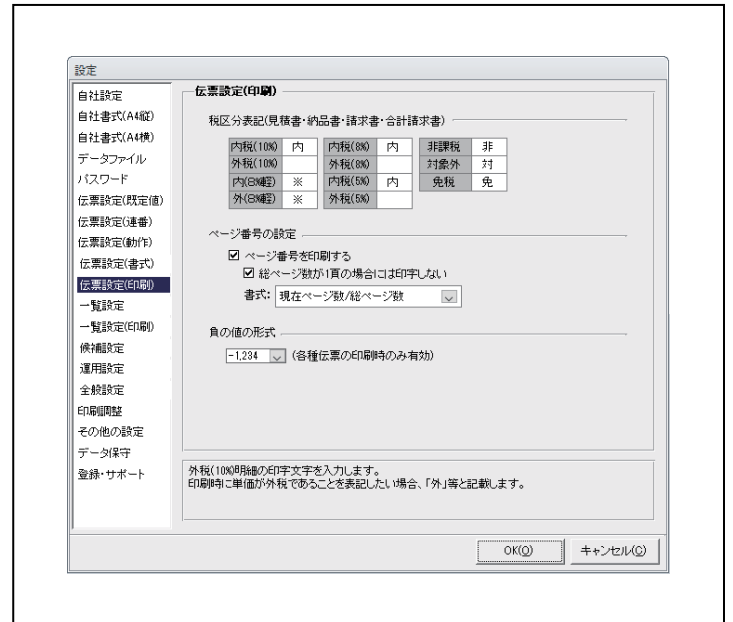 設定
自社設定
自社書式(A4縦)
自社書式(A4横)
データファイル
パスワード
伝票設定(既定値)
伝票設定(連番)
伝票設定(動作)
伝票設定(書式)
伝票設定(印刷)
一覧設定
一覧設定(印刷)
候補設定
運用設定
全般設定
印刷調整
その他の設定
データ保守
登録・サポート
伝票設定(印刷)
税区分表記(見積書・納品書・請求書・合計請求書)
内税(10%) 内 内税(8%) 内 非課税 非
外税(10%) 外税(8%) 対象外 対
内(8%軽) ※ 内税(5%) 内 免税 免
外(8%軽) ※ 外税(5%)
ページ番号の設定
ページ番号を印刷する
総ページ数が1頁の場合には印字しない
書式: 現在ページ数/総ページ数
負の値の形式
-1,234 (各種伝票の印刷時のみ有効)
外税(10%)明細の印字文字を入力します。
印刷時に単価が外税であることを表記したい場合、「外」等と記載します。
OK(O) キャンセル(C)